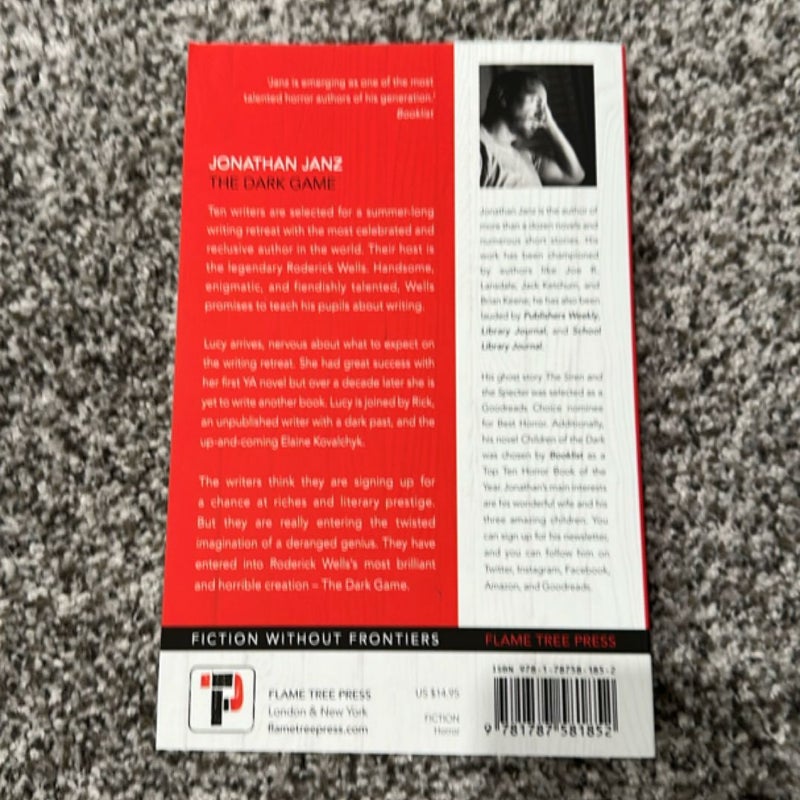 'Janz is emerging as one of the most
talented horror authors of his generation.'
Booklist
JONATHAN JANZ
THE DARK GAME
Ten writers are selected for a summer-long
writing retreat with the most celebrated and
reclusive author in the world. Their host is
the legendary Roderick Wells. Handsome,
enigmatic, and fiendishly talented, Wells
promises to teach his pupils about writing.
Lucy arrives, nervous about what to expect on
the writing retreat. She had great success with
her first YA novel but over a decade later she is
yet to write another book. Lucy is joined by Rick,
an unpublished writer with a dark past, and the
up-and-coming Elaine Kovalchyk.
The writers think they are signing up for
a chance at riches and literary prestige.
But they are really entering the twisted
imagination of a deranged genius. They have
entered into Roderick Wells's most brilliant
and horrible creation – The Dark Game.
Jonathan Janz is the author of
more than a dozen novels and
numerous short stories. His
work has been championed
by authors like Joe R.
Lansdale, Jack Ketchum, and
Brian Keene; he has also been
lauded by Publishers Weekly,
Library Journal, and School
Library Journal.
His ghost story The Siren and
the Specter was selected as a
Goodreads Choice nominee
for Best Horror. Additionally,
his novel Children of the Dark
was chosen by Booklist as a
Top Ten Horror Book of the
Year. Jonathan's main interests
are his wonderful wife and his
three amazing children. You
can sign up for his newsletter,
and you can follow him on
Twitter, Instagram, Facebook,
Amazon, and Goodreads.
FICTION WITHOUT FRONTIERS
FLAME TREE PRESS
FLAME TREE PRESS
London & New York
flametreepress.com
US $14.95
FICTION
Horror
ISBN 978-1-78758-185-2
9 781787 581852